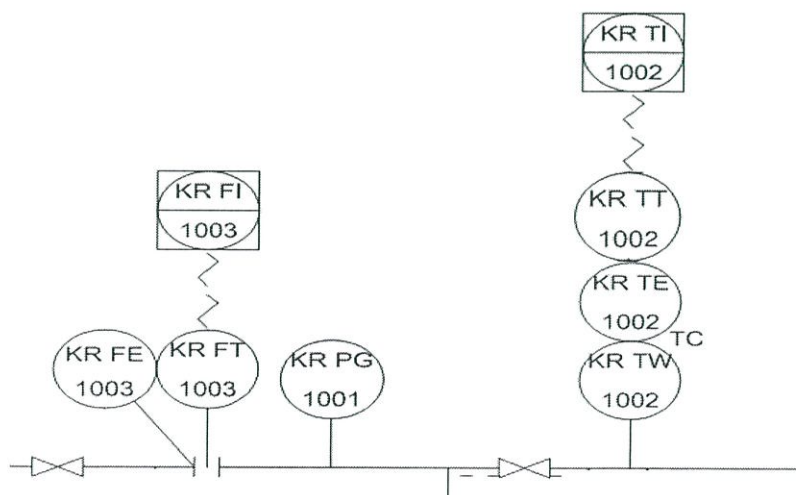 KR TI
1002
KR FI
1003
KR TT
1002
KR TE
1002
TC
KR FE
1003
KR FT
1003
KR PG
1001
KR TW
1002